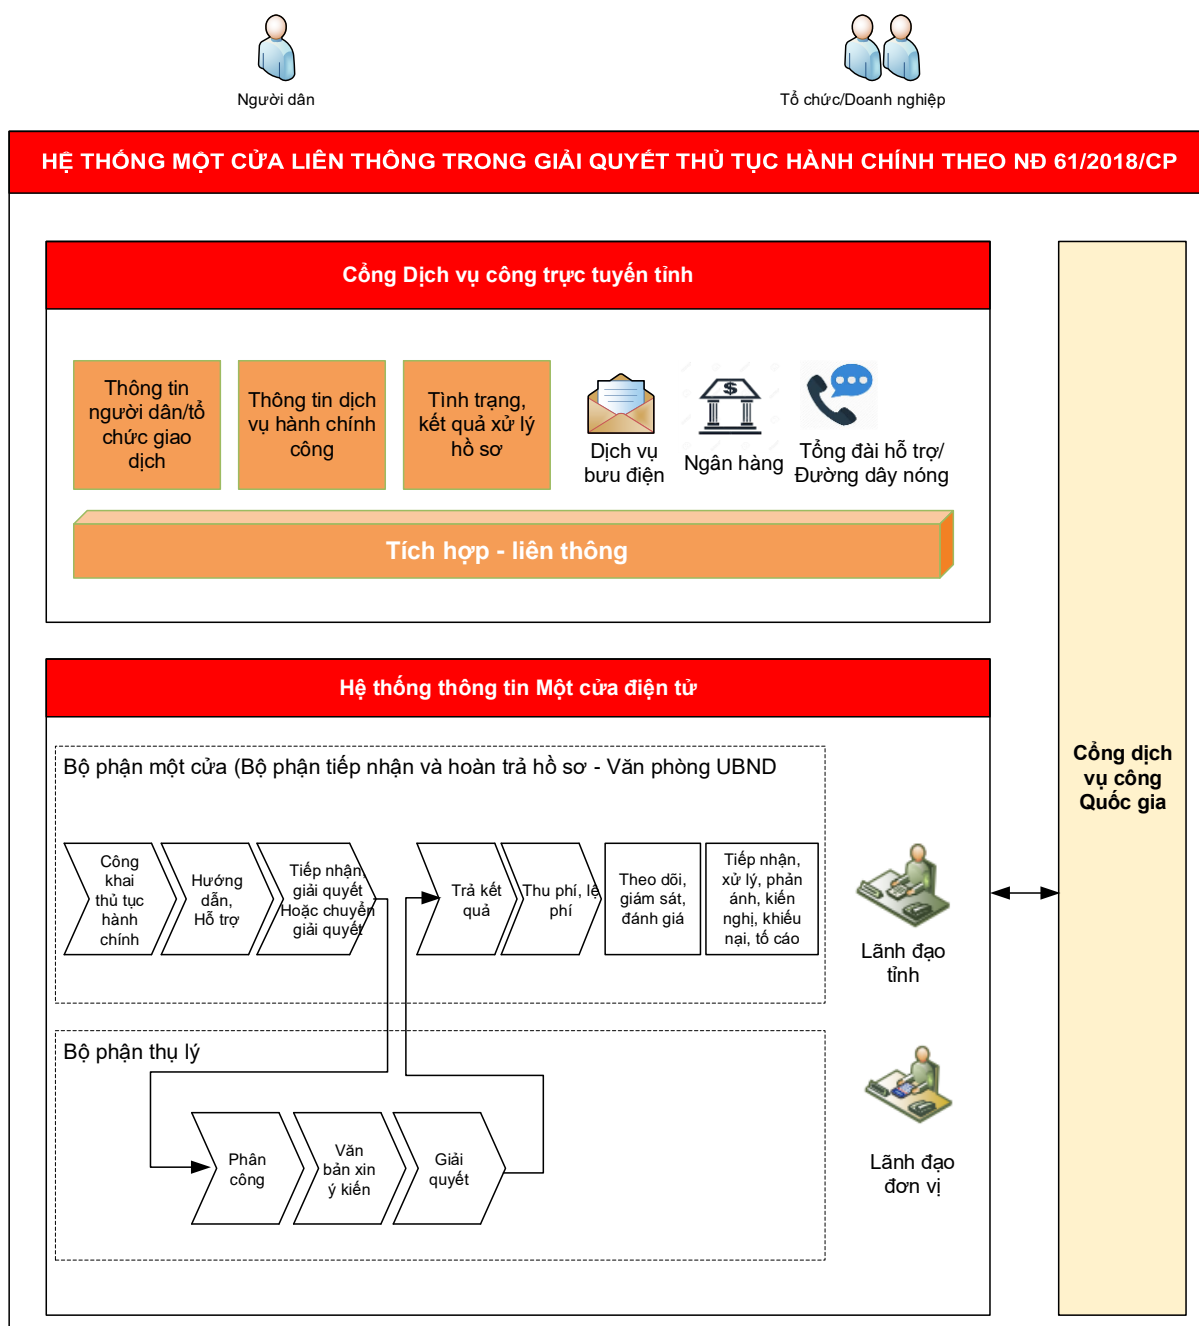 Người dân
Tổ chức/Doanh nghiệp
HỆ THỐNG MỘT CỬA LIÊN THÔNG TRONG GIẢI QUYẾT THỦ TỤC HÀNH CHÍNH THEO NĐ 61/2018/CP
Cổng Dịch vụ công trực tuyến tỉnh
Thông tin
người dân/tổ
chức giao
dịch
Thông tin dịch
vụ hành chính
công
Tình trạng,
kết quả xử lý
hồ sơ
Dịch vụ
bưu điện
$
Ngân hàng
Tổng đài hỗ trợ/
Đường dây nóng
Tích hợp - liên thông
Hệ thống thông tin Một cửa điện tử
Bộ phận một cửa (Bộ phận tiếp nhận và hoàn trả hồ sơ - Văn phòng UBND
Công
khai
thủ tục
hành
chính
Hướng
dẫn,
Hỗ trợ
Tiếp nhận,
giải quyết
Hoặc chuyển
giải quyết
Trả kết
quả
Thu phí, lệ
phí
Theo dõi,
giám sát,
đánh giá
Tiếp nhận,
xử lý, phản
ánh, kiến
nghị, khiếu
nại, tố cáo
Lãnh đạo
tỉnh
Bộ phận thụ lý
Phân
công
Văn
bản xin
ý kiến
Giải
quyết
Lãnh đạo
đơn vị
Cổng dịch
vụ công
Quốc gia